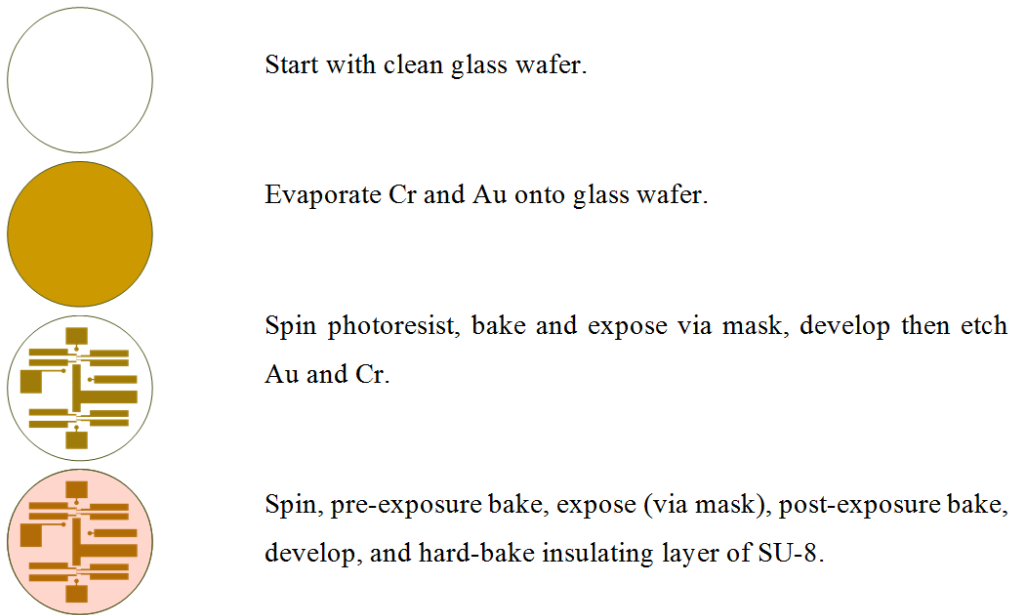 Start with clean glass wafer.
Evaporate Cr and Au onto glass wafer.
Spin photoresist, bake and expose via mask, develop then etch
Au and Cr.
Spin, pre-exposure bake, expose (via mask), post-exposure bake,
develop, and hard-bake insulating layer of SU-8.